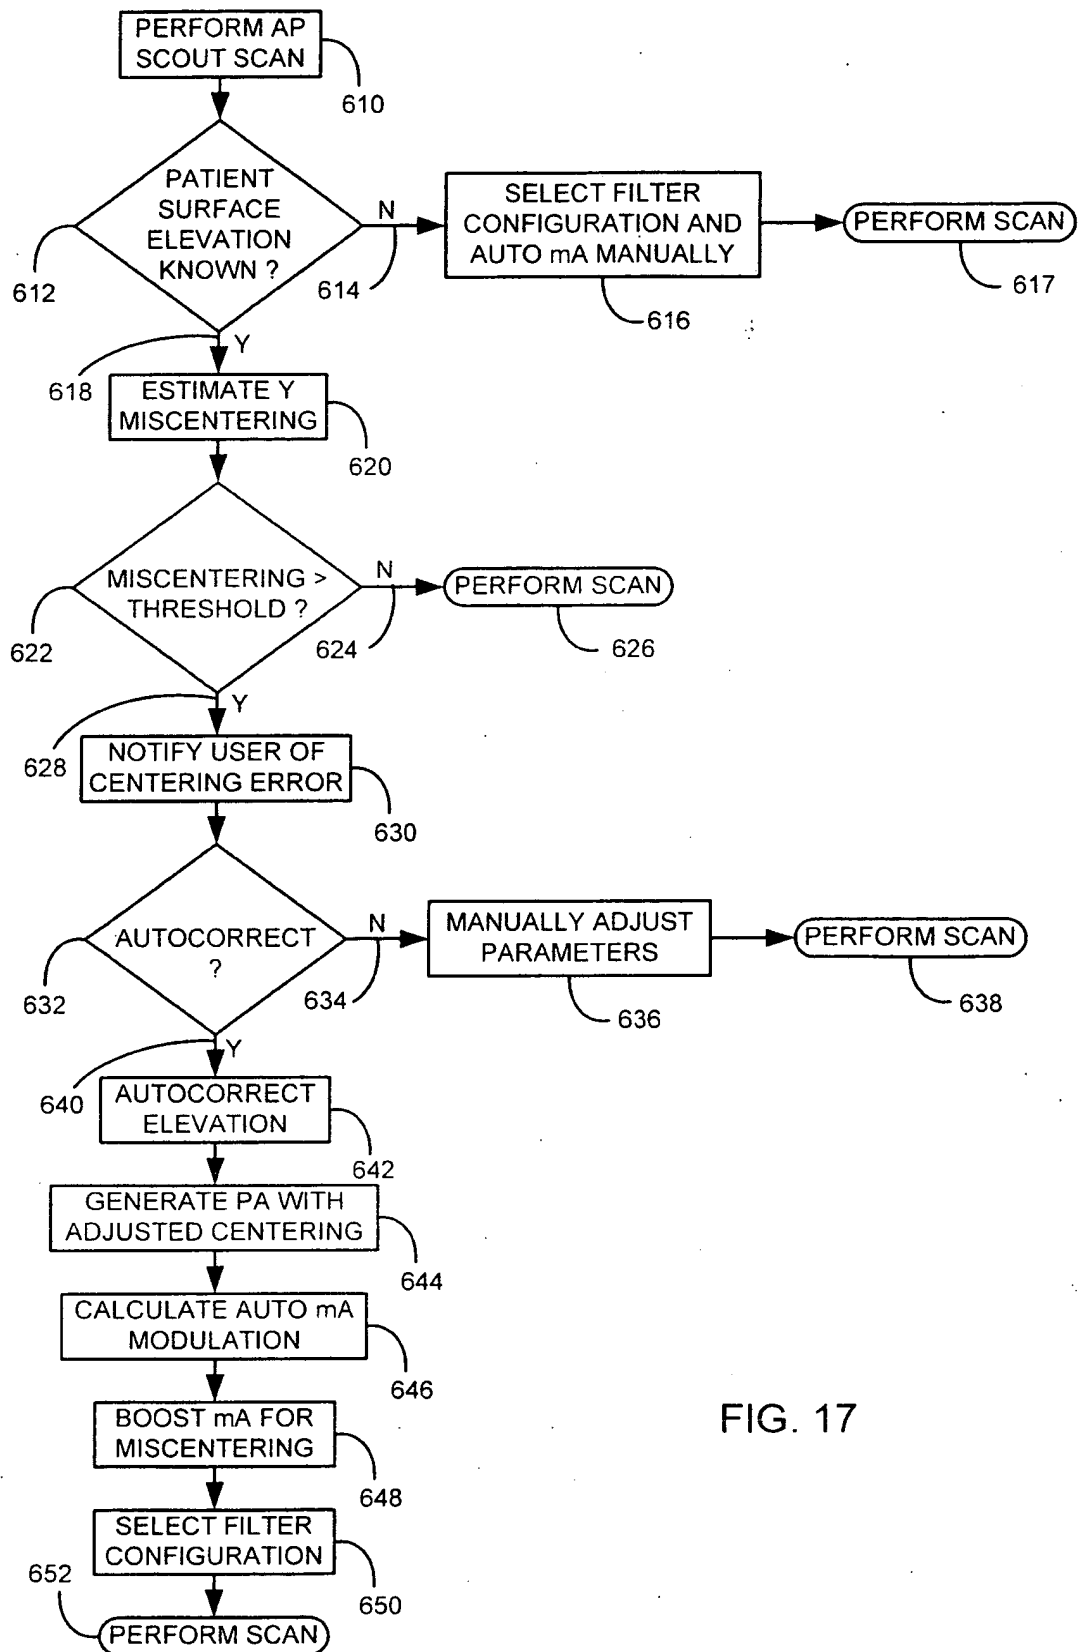 PERFORM AP
SCOUT SCAN
610
PATIENT
SURFACE
ELEVATION
KNOWN ?
612
N
614
SELECT FILTER
CONFIGURATION AND
AUTO mA MANUALLY
616
PERFORM SCAN
617
Y
618
ESTIMATE Y
MISCENTERING
620
MISCENTERING >
THRESHOLD ?
622
N
624
PERFORM SCAN
626
Y
628
NOTIFY USER OF
CENTERING ERROR
630
AUTOCORRECT
?
632
N
634
MANUALLY ADJUST
PARAMETERS
636
PERFORM SCAN
638
Y
640
AUTOCORRECT
ELEVATION
642
GENERATE PA WITH
ADJUSTED CENTERING
644
CALCULATE AUTO mA
MODULATION
646
BOOST mA FOR
MISCENTERING
648
SELECT FILTER
CONFIGURATION
650
652
PERFORM SCAN
FIG. 17